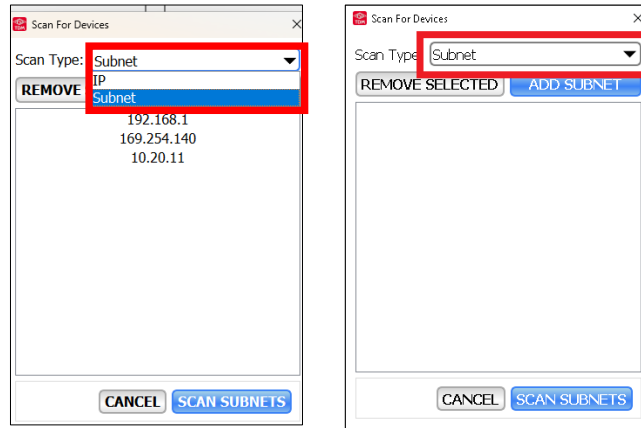 Scan For Devices
Scan Type: Subnet
IP
REMOVE
Subnet
192.168.1
169.254.140
10.20.11
CANCEL SCAN SUBNETS
Scan For Devices
Scan Type Subnet
REMOVE SELECTED ADD SUBNET
CANCEL SCAN SUBNETS